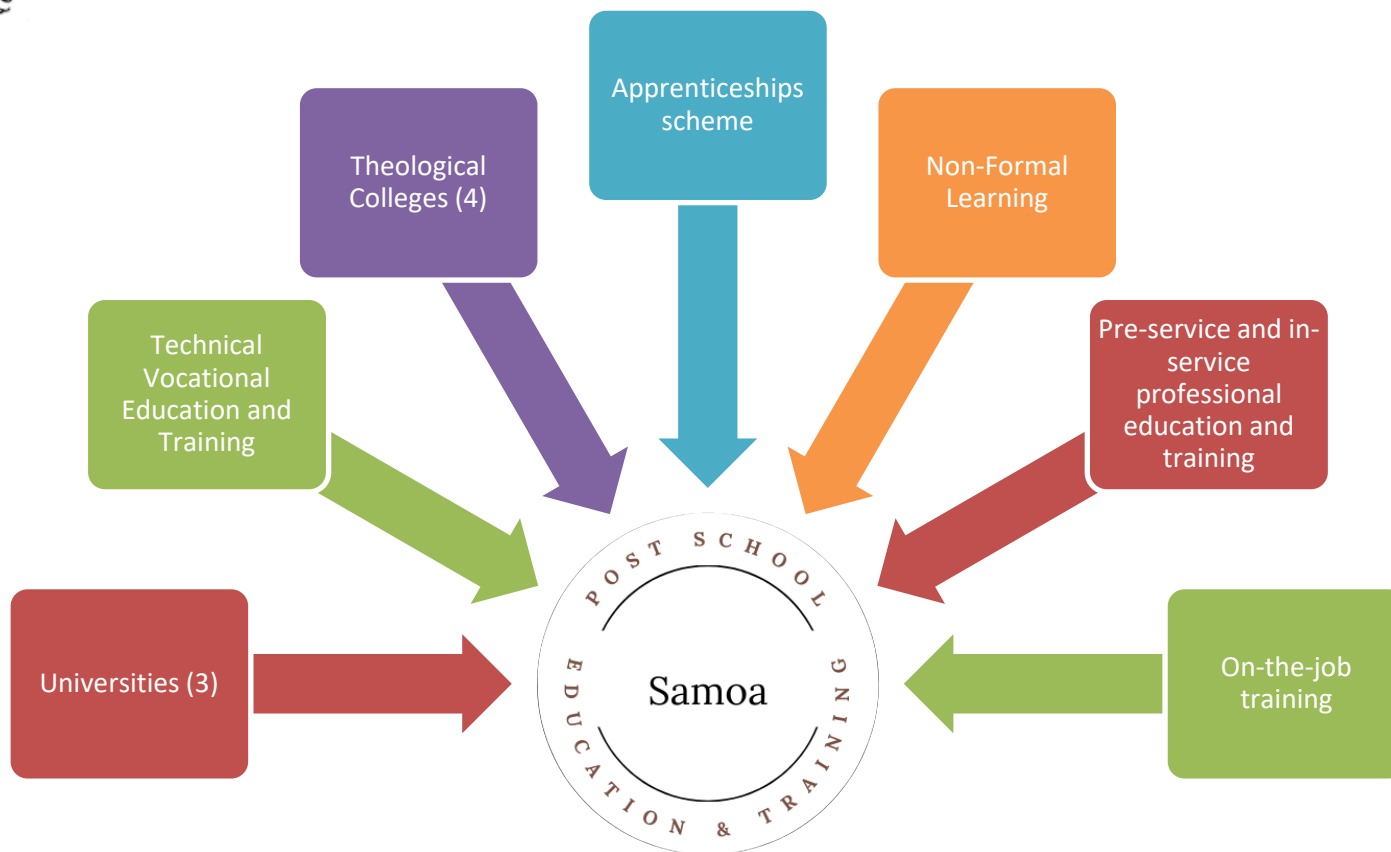 Apprenticeships
scheme
Theological
Colleges (4)
Non-Formal
Learning
Technical
Vocational
Education and
Training
Pre-service and in-
service
professional
education and
training
Universities (3)
On-the-job
training
POST SCHOOL
EDUCATION & TRAINING
Samoa